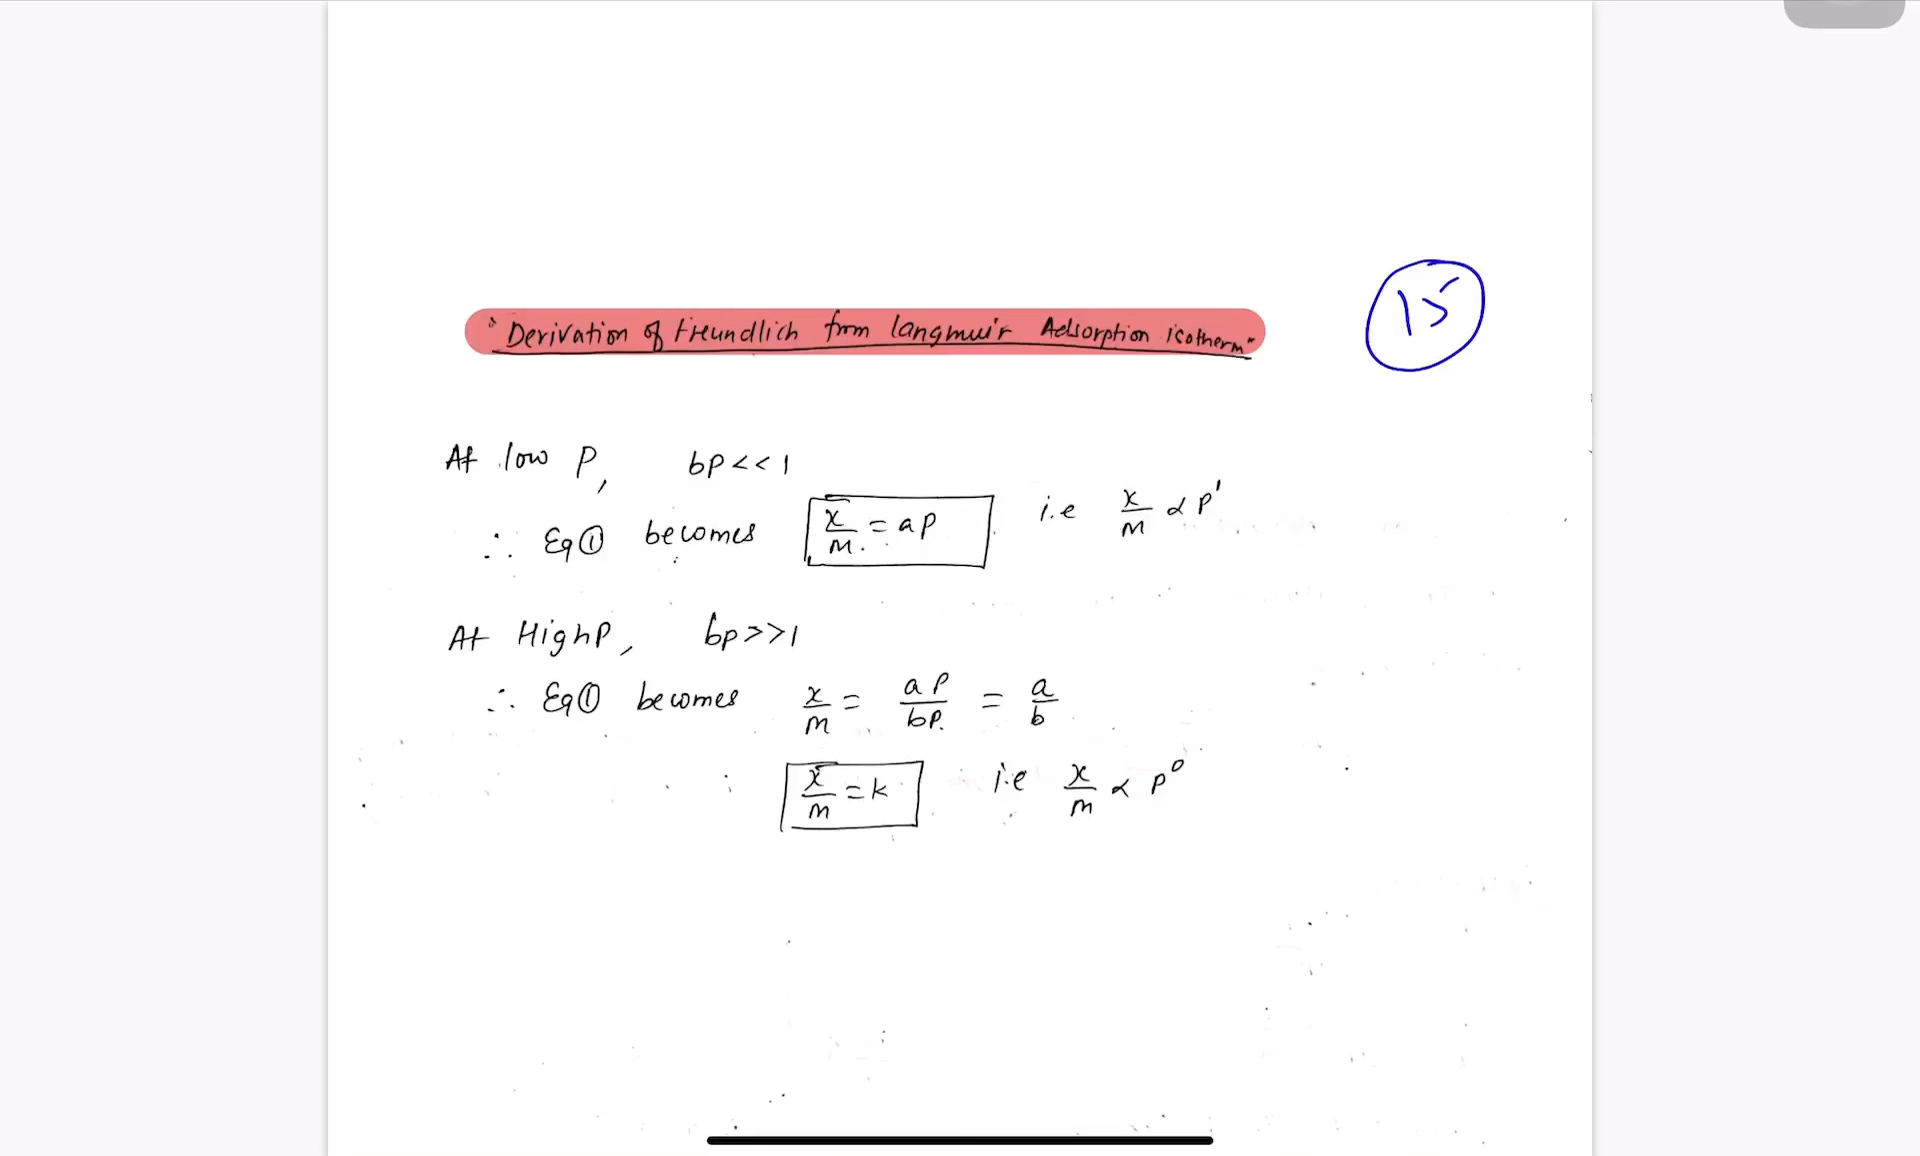 "Derivation of Freundlich from Langmuir Adsorption isotherm"
15
At low P, bP<<1
∴ Eq① becomes x/m = aP i.e x/m ∝ P¹
At High P, bp>>1
∴ Eq① becomes x/m = aP/bP = a/b
x/m = k i.e x/m ∝ P⁰